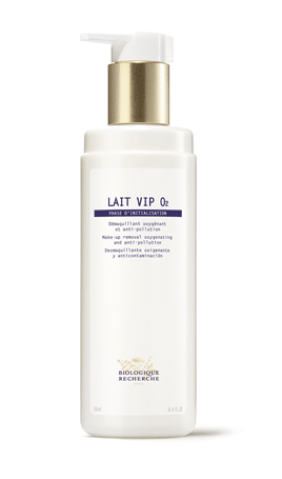 LAIT VIP O₂
PHASE D'INITIALISATION
Démaquillant oxygénant
et anti-pollution
Make-up removal oxygenating
and anti-pollution
Desmaquillante oxigenante
y anticontaminación
BIOLOGIQUE
RECHERCHE